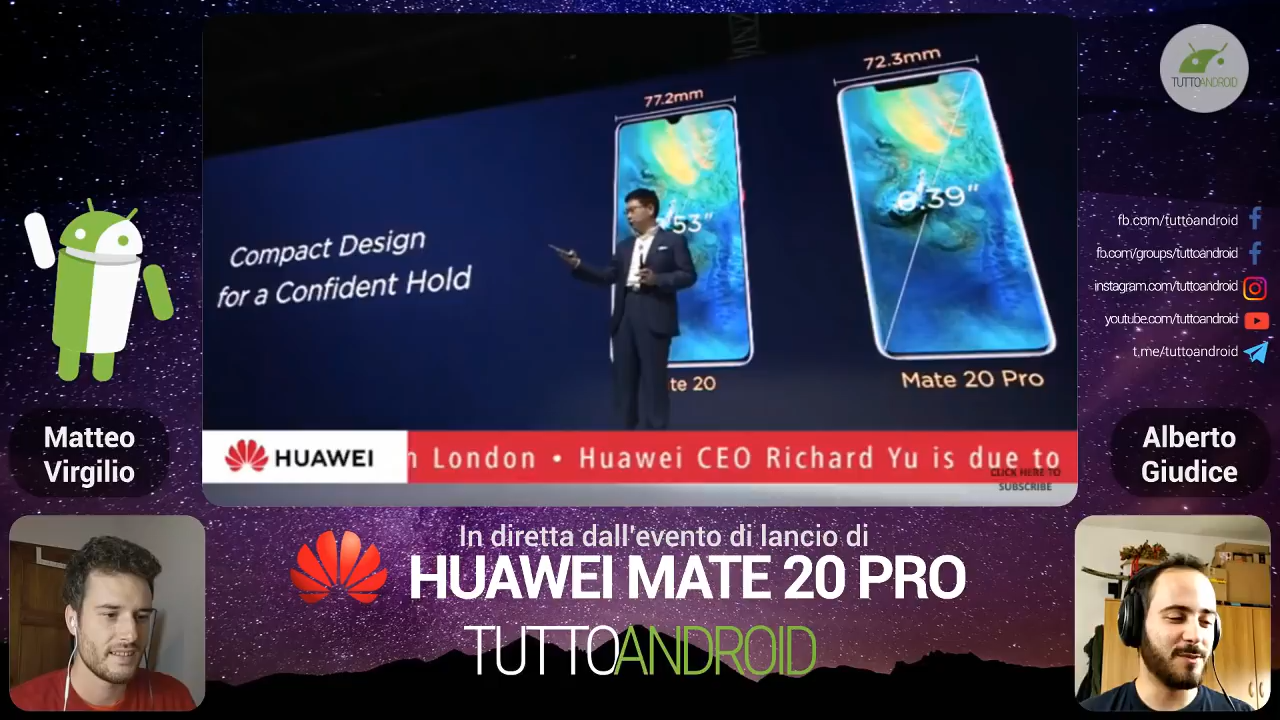 77.2mm
72.3mm
TUTTOANDROID
53"
6.39"
Compact Design
for a Confident Hold
te 20
Mate 20 Pro
HUAWEI
n London • Huawei CEO Richard Yu is due to
CLICK HERE TO
SUBSCRIBE
fb.com/tuttoandroid
fb.com/groups/tuttoandroid
instagram.com/tuttoandroid
youtube.com/tuttoandroid
t.me/tuttoandroid
Matteo
Virgilio
Alberto
Giudice
In diretta dall'evento di lancio di
HUAWEI MATE 20 PRO
TUTTOANDROID